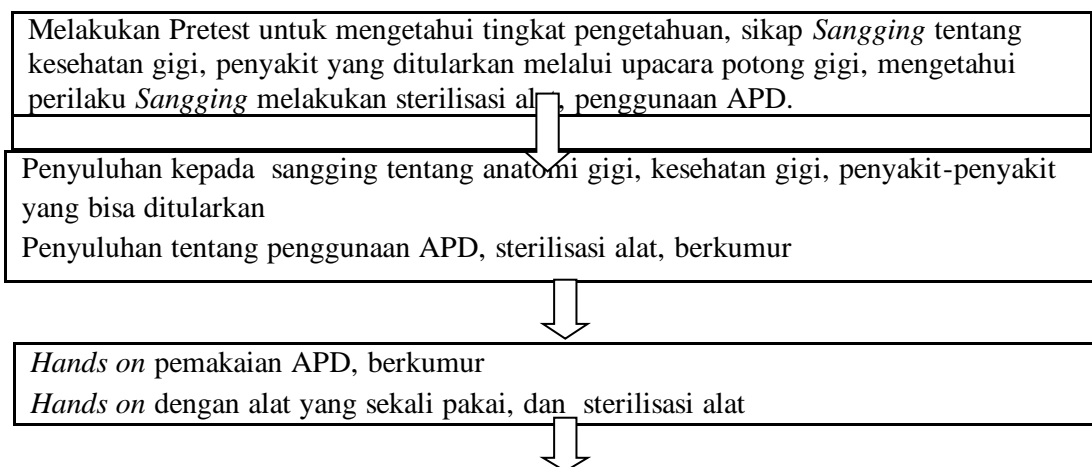 Melakukan Pretest untuk mengetahui tingkat pengetahuan, sikap Sangging tentang
kesehatan gigi, penyakit yang ditularkan melalui upacara potong gigi, mengetahui
perilaku Sangging melakukan sterilisasi alat, penggunaan APD.
Penyuluhan kepada sangging tentang anatomi gigi, kesehatan gigi, penyakit-penyakit
yang bisa ditularkan
Penyuluhan tentang penggunaan APD, sterilisasi alat, berkumur
Hands on pemakaian APD, berkumur
Hands on dengan alat yang sekali pakai, dan sterilisasi alat